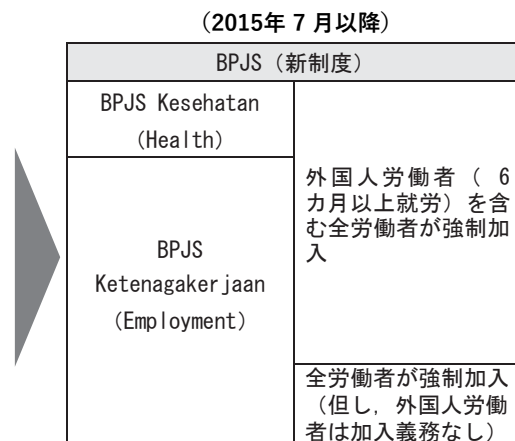 （2015年 7 月以降）
BPJS（新制度）
BPJS Kesehatan
(Health)
外国人労働者（ 6
カ月以上就労）を含
む全労働者が強制加
入
BPJS
Ketenagakerjaan
(Employment)
全労働者が強制加入
（但し，外国人労働
者は加入義務なし）